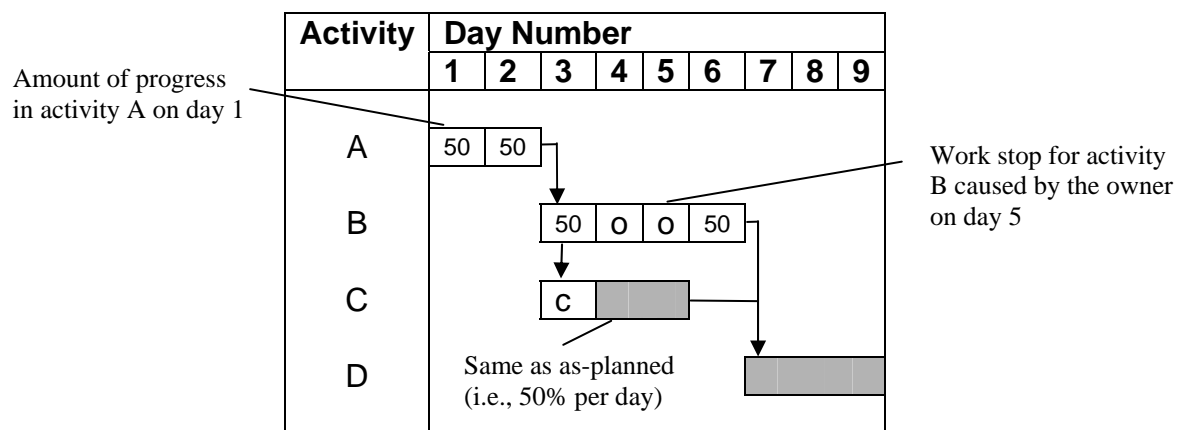 Activity Day Number
1 2 3 4 5 6 7 8 9
Amount of progress
in activity A on day 1
A 50 50
Work stop for activity
B caused by the owner
on day 5
B 50 o o 50
C c
Same as as-planned
(i.e., 50% per day)
D